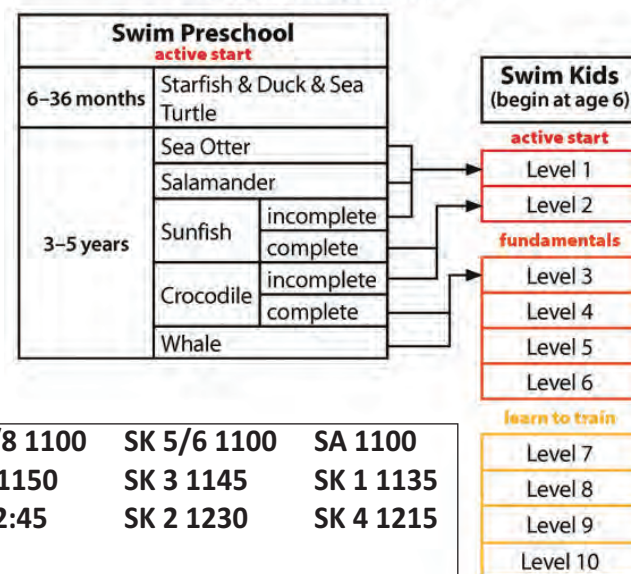 Swim Preschool
active start
6–36 months
Starfish & Duck & Sea
Turtle
3–5 years
Sea Otter
Salamander
Sunfish
incomplete
complete
Crocodile
incomplete
complete
Whale
Swim Kids
(begin at age 6)
active start
Level 1
Level 2
fundamentals
Level 3
Level 4
Level 5
Level 6
learn to train
Level 7
Level 8
Level 9
Level 10
/8 1100 SK 5/6 1100 SA 1100
1150 SK 3 1145 SK 1 1135
2:45 SK 2 1230 SK 4 1215